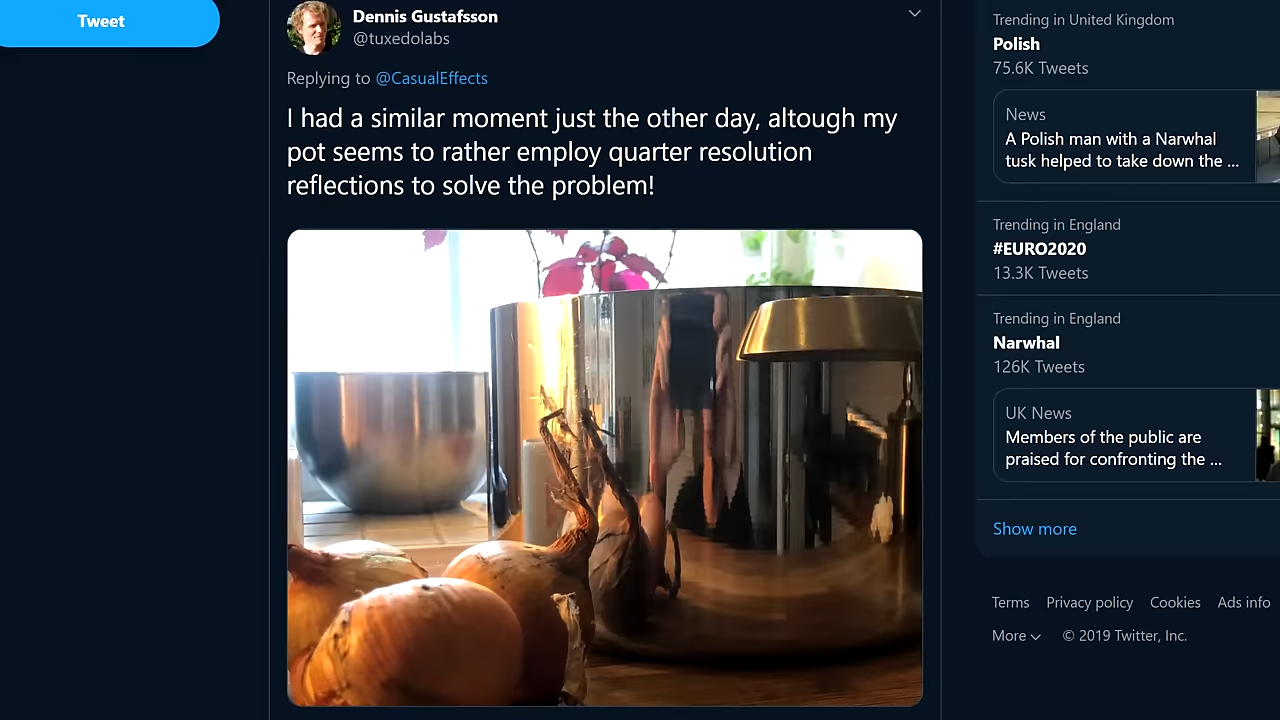 Tweet
Dennis Gustafsson
@tuxedolabs
Replying to @CasualEffects
I had a similar moment just the other day, altough my
pot seems to rather employ quarter resolution
reflections to solve the problem!
Trending in United Kingdom
Polish
75.6K Tweets
News
A Polish man with a Narwhal
tusk helped to take down the ...
Trending in England
#EURO2020
13.3K Tweets
Trending in England
Narwhal
126K Tweets
UK News
Members of the public are
praised for confronting the ...
Show more
Terms Privacy policy Cookies Ads info
More © 2019 Twitter, Inc.